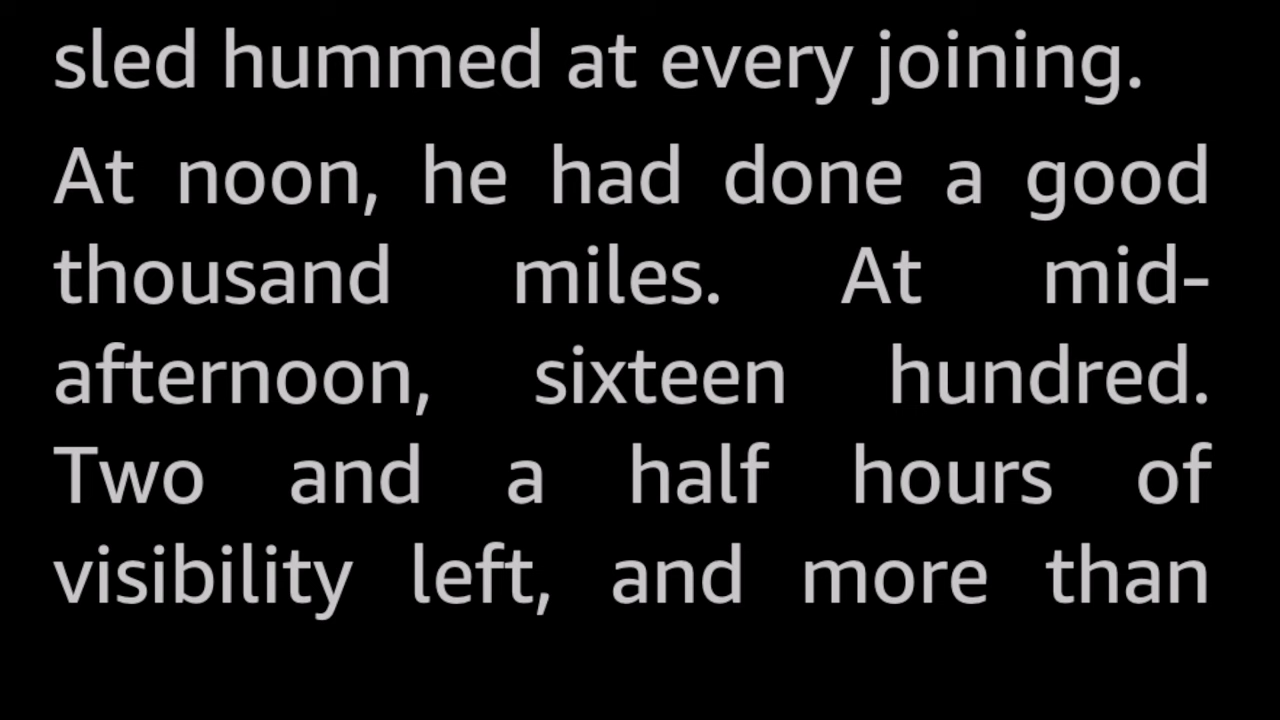 sled hummed at every joining.
At noon, he had done a good
thousand miles. At mid-
afternoon, sixteen hundred.
Two and a half hours of
visibility left, and more than